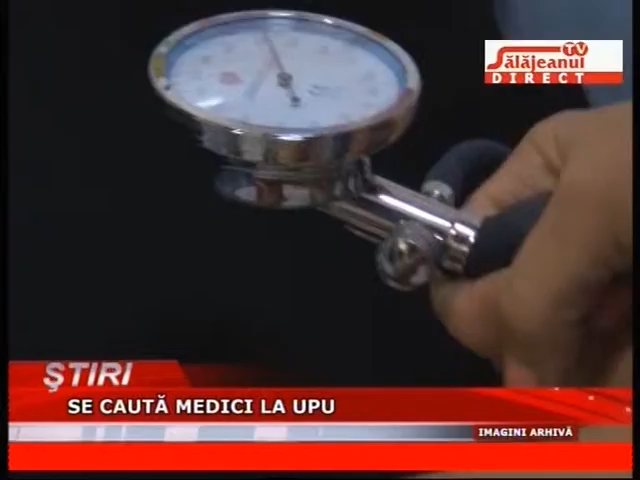 Sălăjeanul TV
DIRECT
ŞTIRI
SE CAUTĂ MEDICI LA UPU
IMAGINI ARHIVĂ